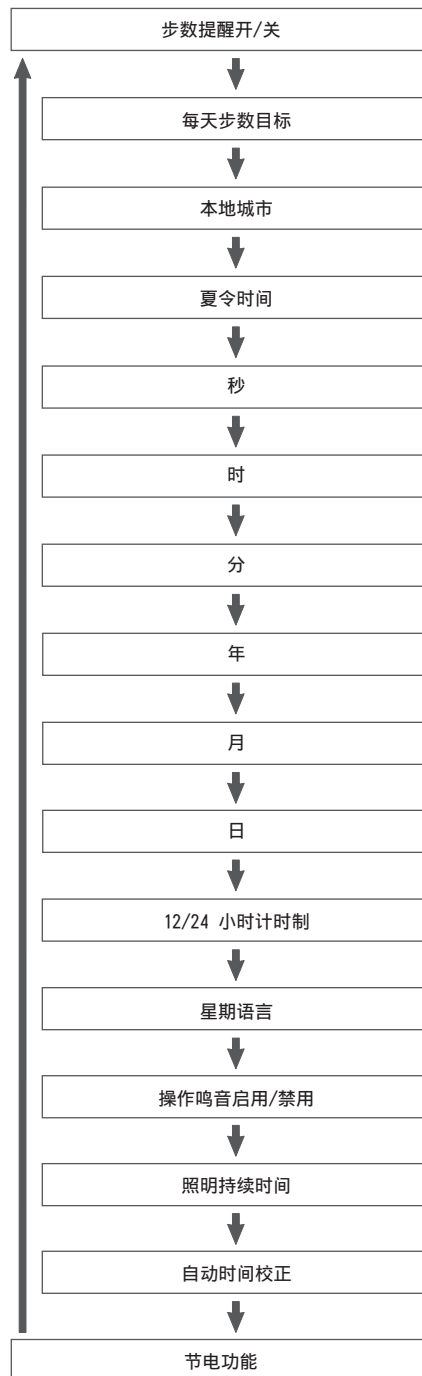 步数提醒开/关
每天步数目标
本地城市
夏令时间
秒
时
分
年
月
日
12/24 小时计时制
星期语言
操作鸣音启用/禁用
照明持续时间
自动时间校正
节电功能